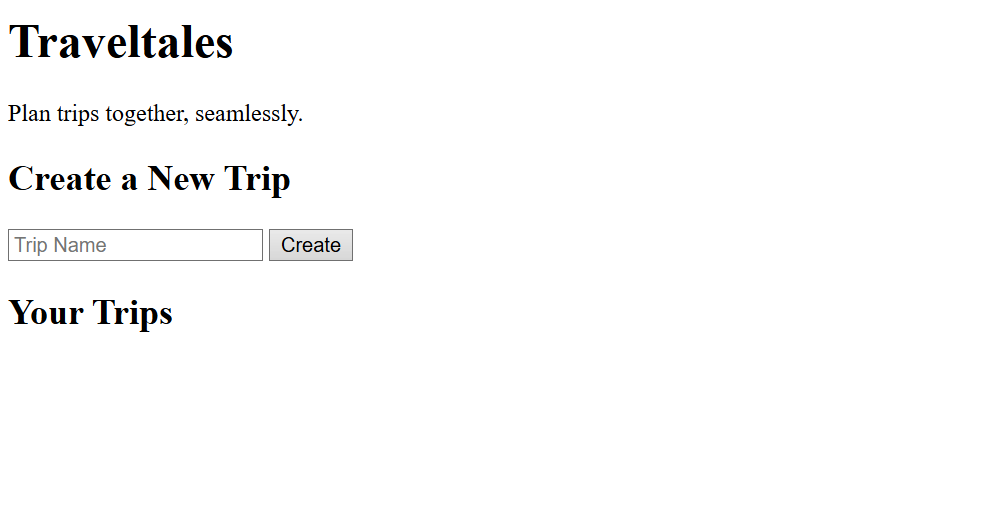 Traveltales
Plan trips together, seamlessly.
Create a New Trip
Trip Name Create
Your Trips